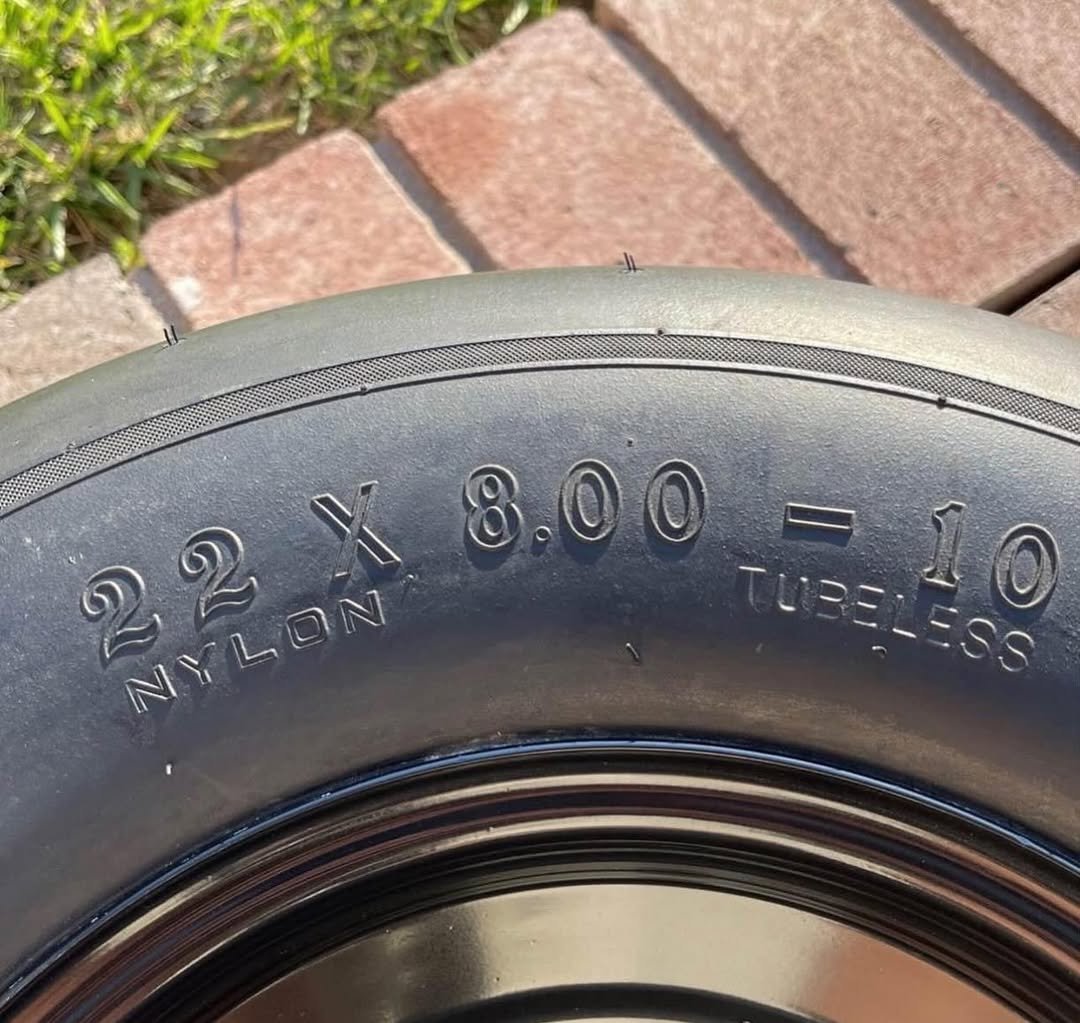 22 X 8.00 - 10
NYLON
TUBELESS